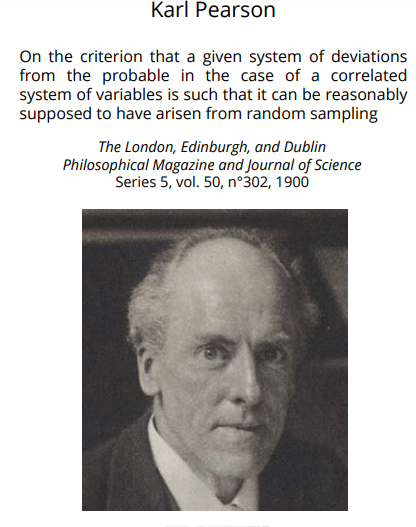 Karl Pearson
On the criterion that a given system of deviations
from the probable in the case of a correlated
system of variables is such that it can be reasonably
supposed to have arisen from random sampling
The London, Edinburgh, and Dublin
Philosophical Magazine and Journal of Science
Series 5, vol. 50, n°302, 1900